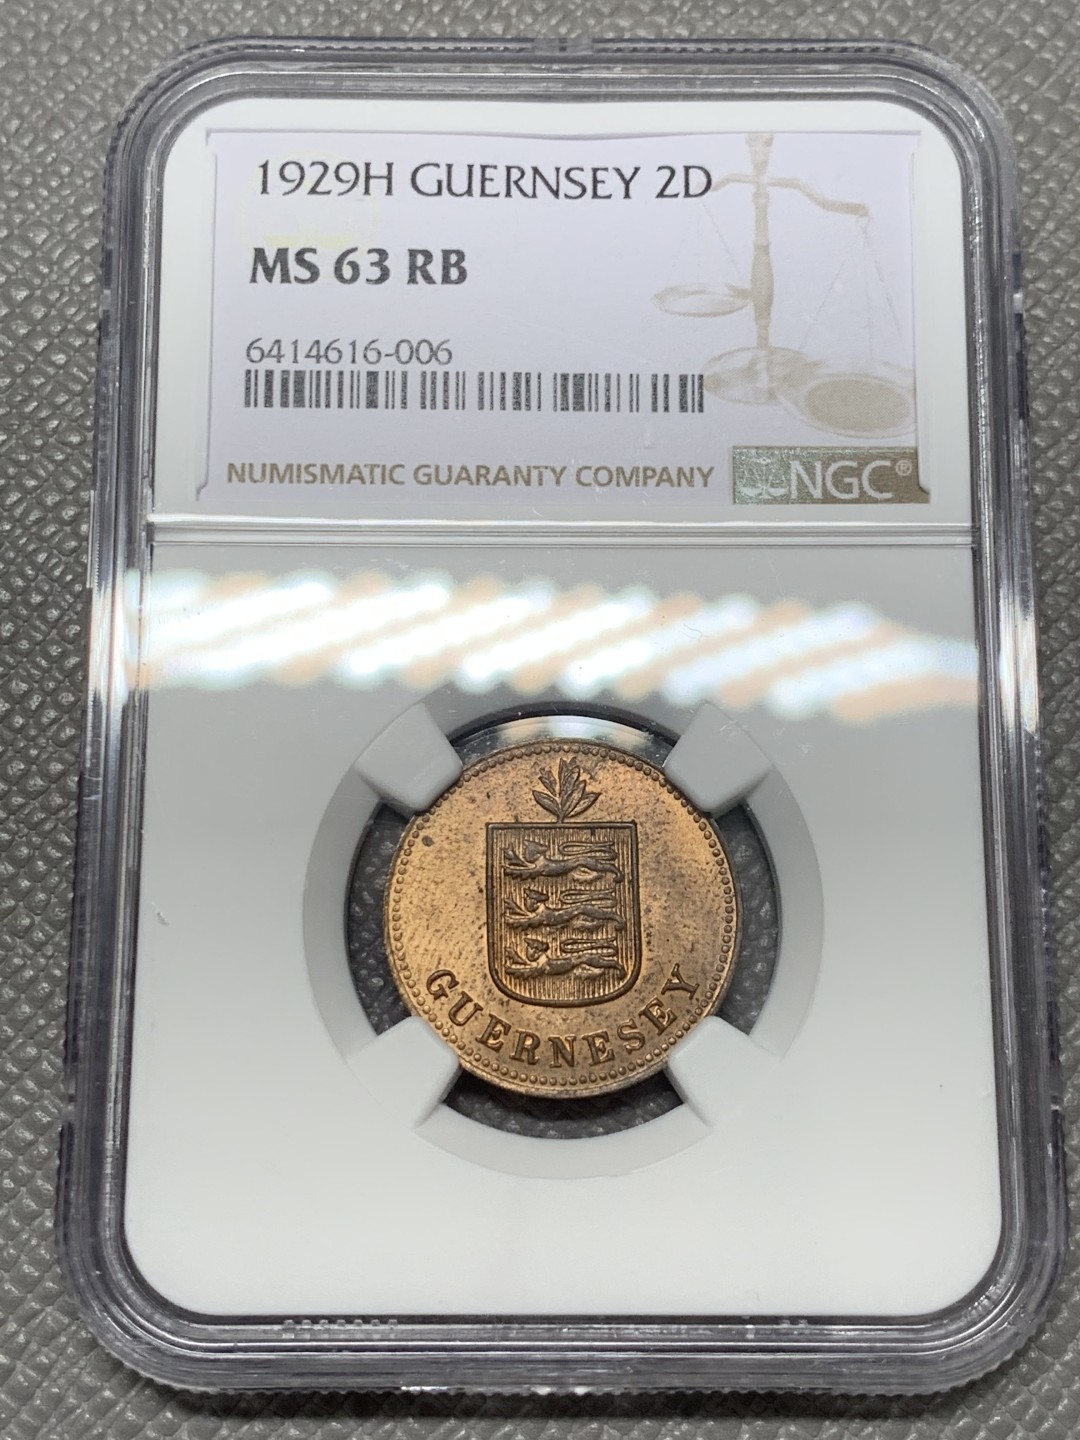 1929H GUERNSEY 2D
MS 63 RB
6414616-006
NUMISMATIC GUARANTY COMPANY
NGC®
GUERNESEY